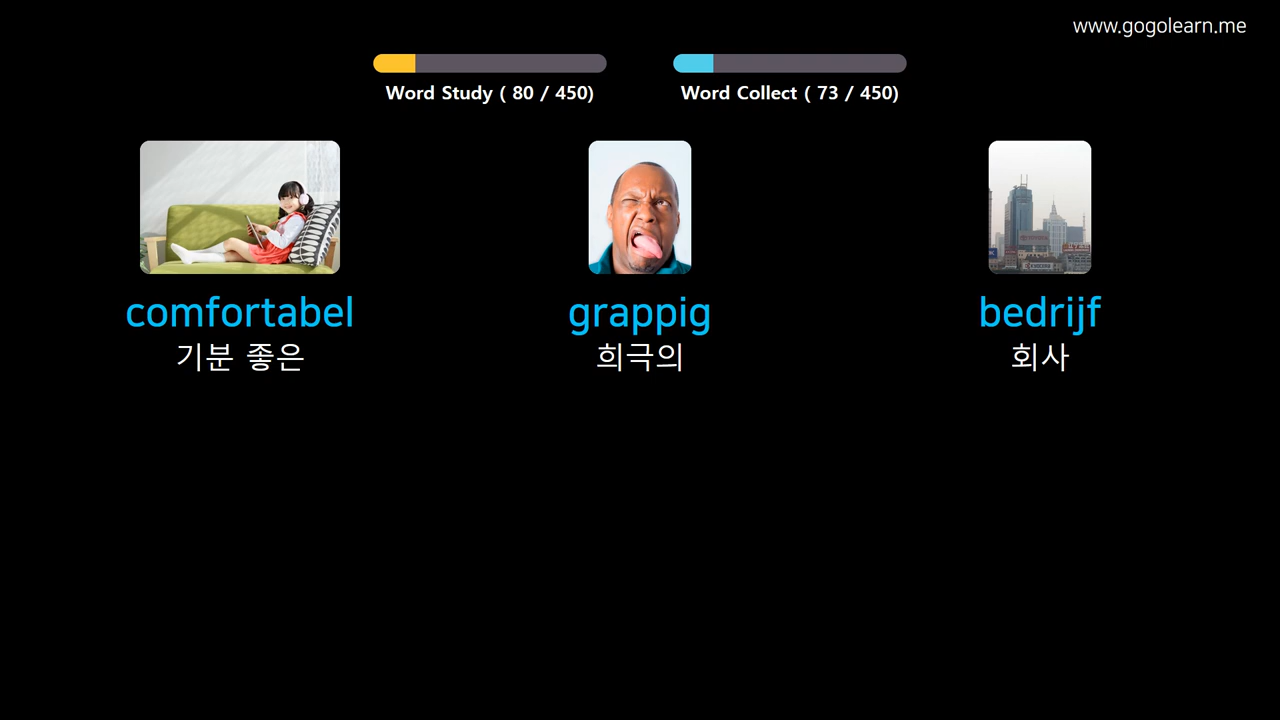 www.gogolearn.me
Word Study ( 80 / 450)
Word Collect ( 73 / 450)
comfortabel
grappig
bedrijf
기분 좋은
희극의
회사